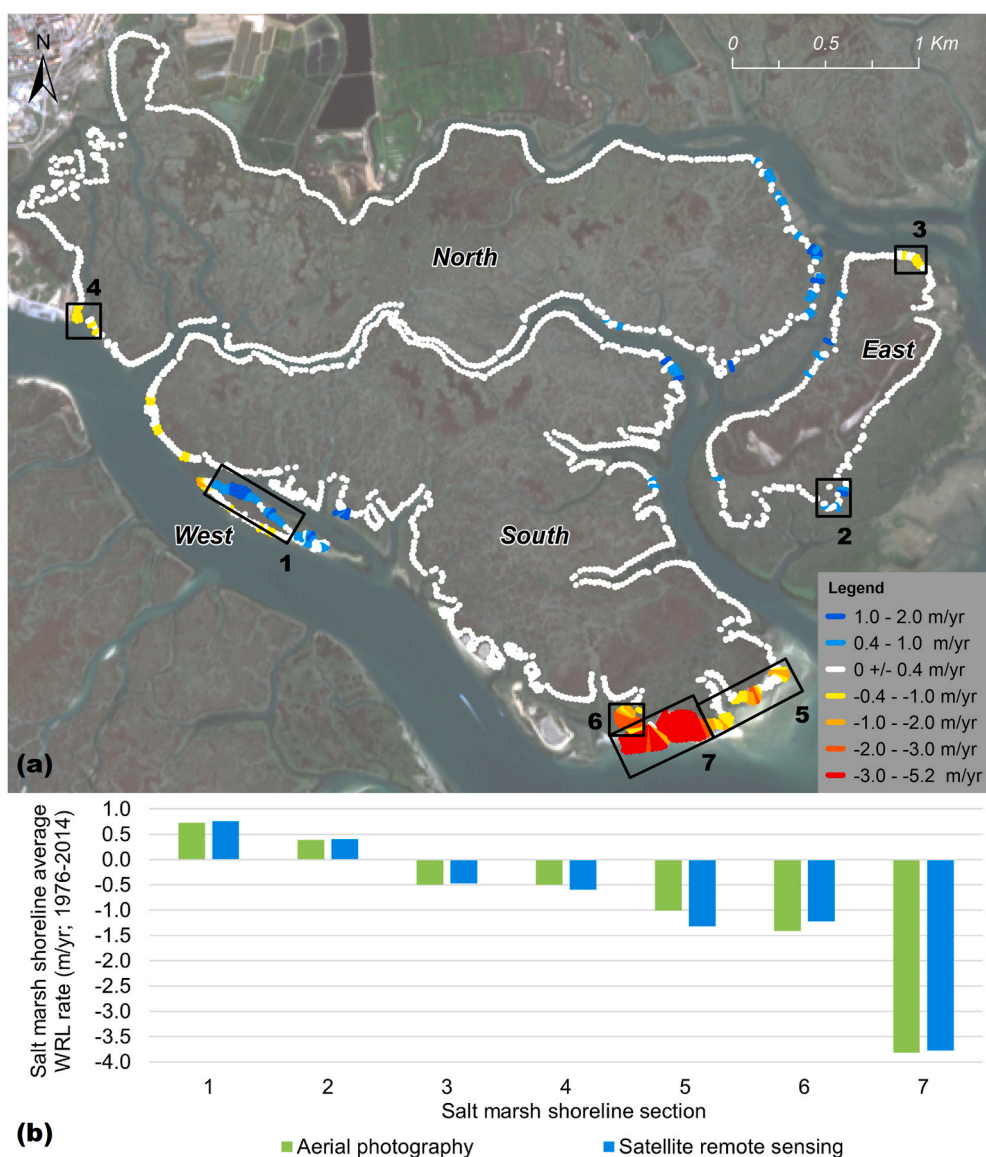 N
0 0.5 1 Km
3
4
North
East
West
South
1
2
Legend
1.0 - 2.0 m/yr
0.4 - 1.0 m/yr
0 +/- 0.4 m/yr
-0.4 - -1.0 m/yr
-1.0 - -2.0 m/yr
-2.0 - -3.0 m/yr
-3.0 - -5.2 m/yr
6
5
7
(a)
Salt marsh shoreline average
WRL rate (m/yr; 1976-2014)
1.0
0.5
0.0
-0.5
-1.0
-1.5
-2.0
-2.5
-3.0
-3.5
-4.0
1 2 3 4 5 6 7
Salt marsh shoreline section
(b)
Aerial photography Satellite remote sensing